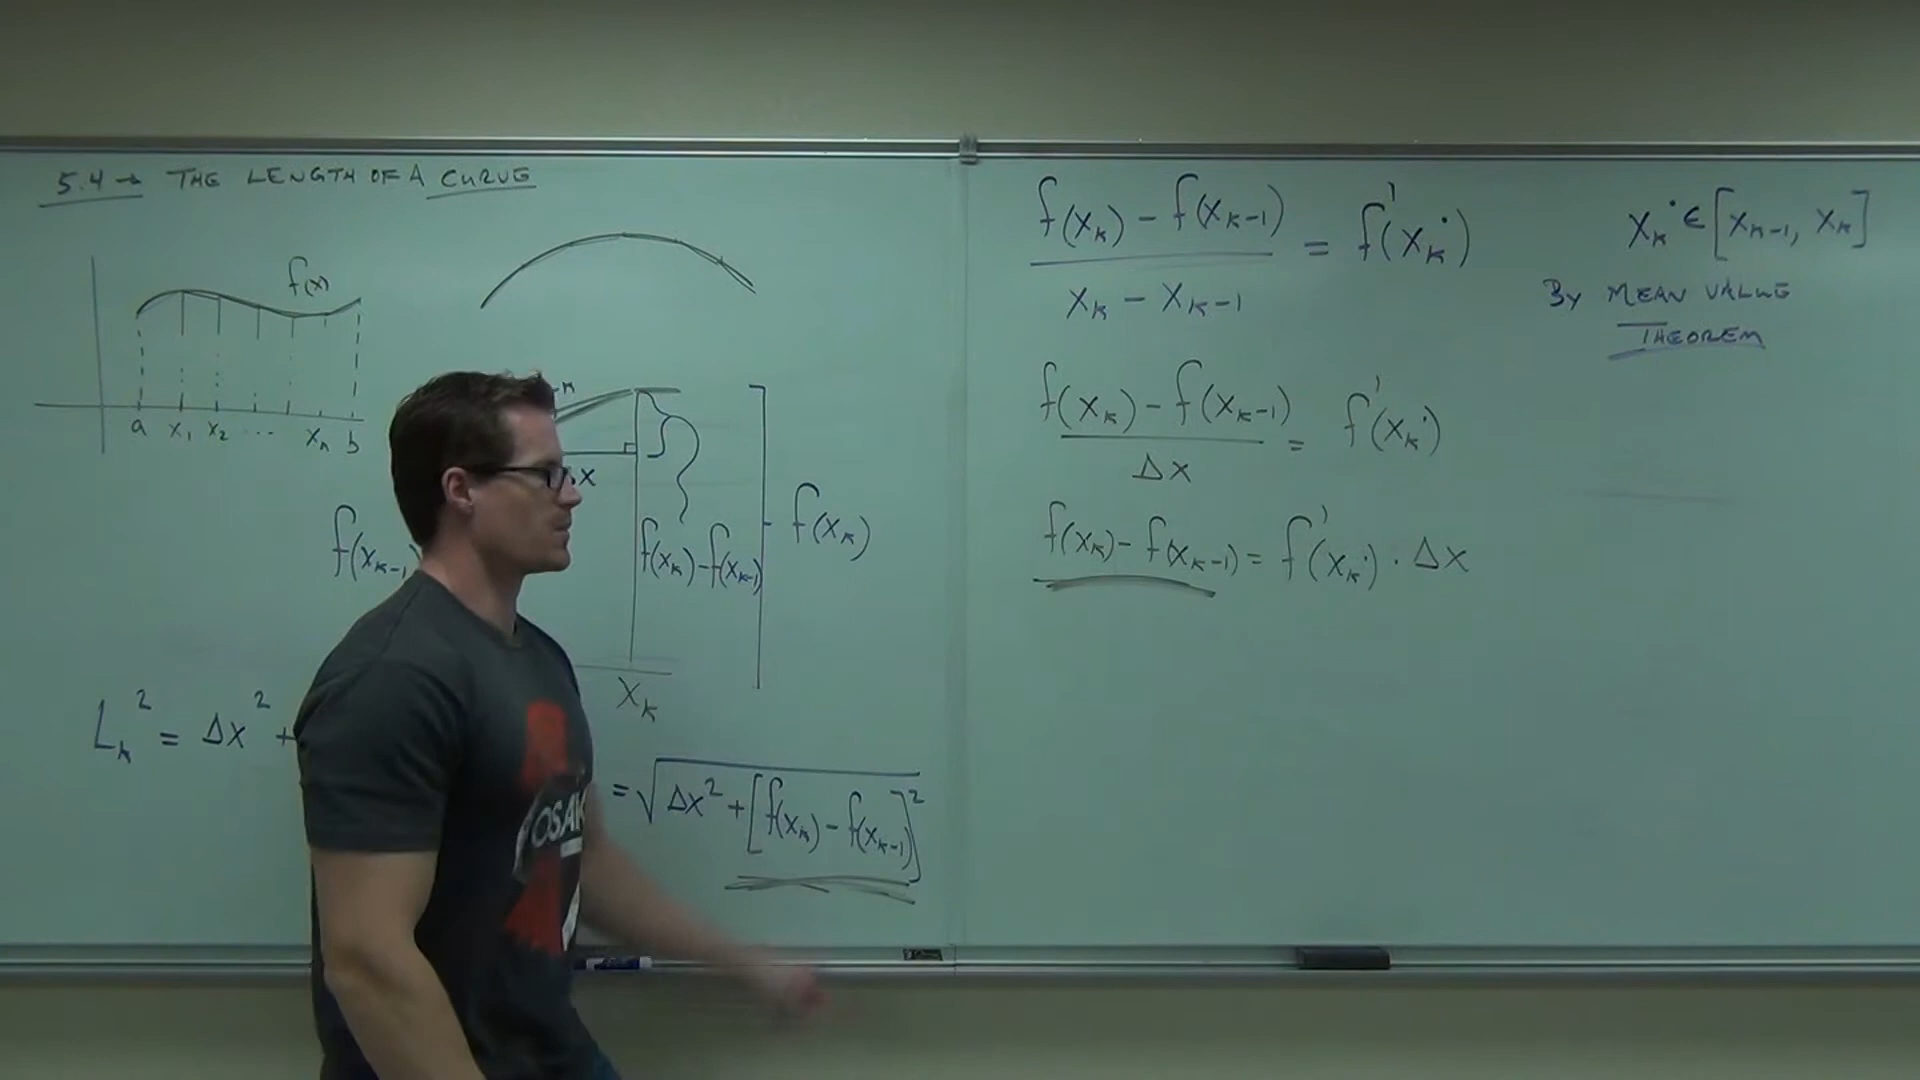 5.4 → THE LENGTH OF A CURVE
f(x)
a x₁ x₂ ... xₙ b
x
f(xₖ₋₁
f(xₖ)-f(xₖ₋₁)
f(xₖ)
xₖ
Lₖ² = Δx² +
= √Δx² + [f(xₖ) - f(xₖ₋₁)]²
f(xₖ) - f(xₖ₋₁)
xₖ - xₖ₋₁
= f'(xₖ˙)
xₖ˙ ∈ [xₖ₋₁, xₖ]
By MEAN VALUE
THEOREM
f(xₖ) - f(xₖ₋₁)
Δx
= f'(xₖ˙)
f(xₖ) - f(xₖ₋₁) = f'(xₖ˙) · Δx